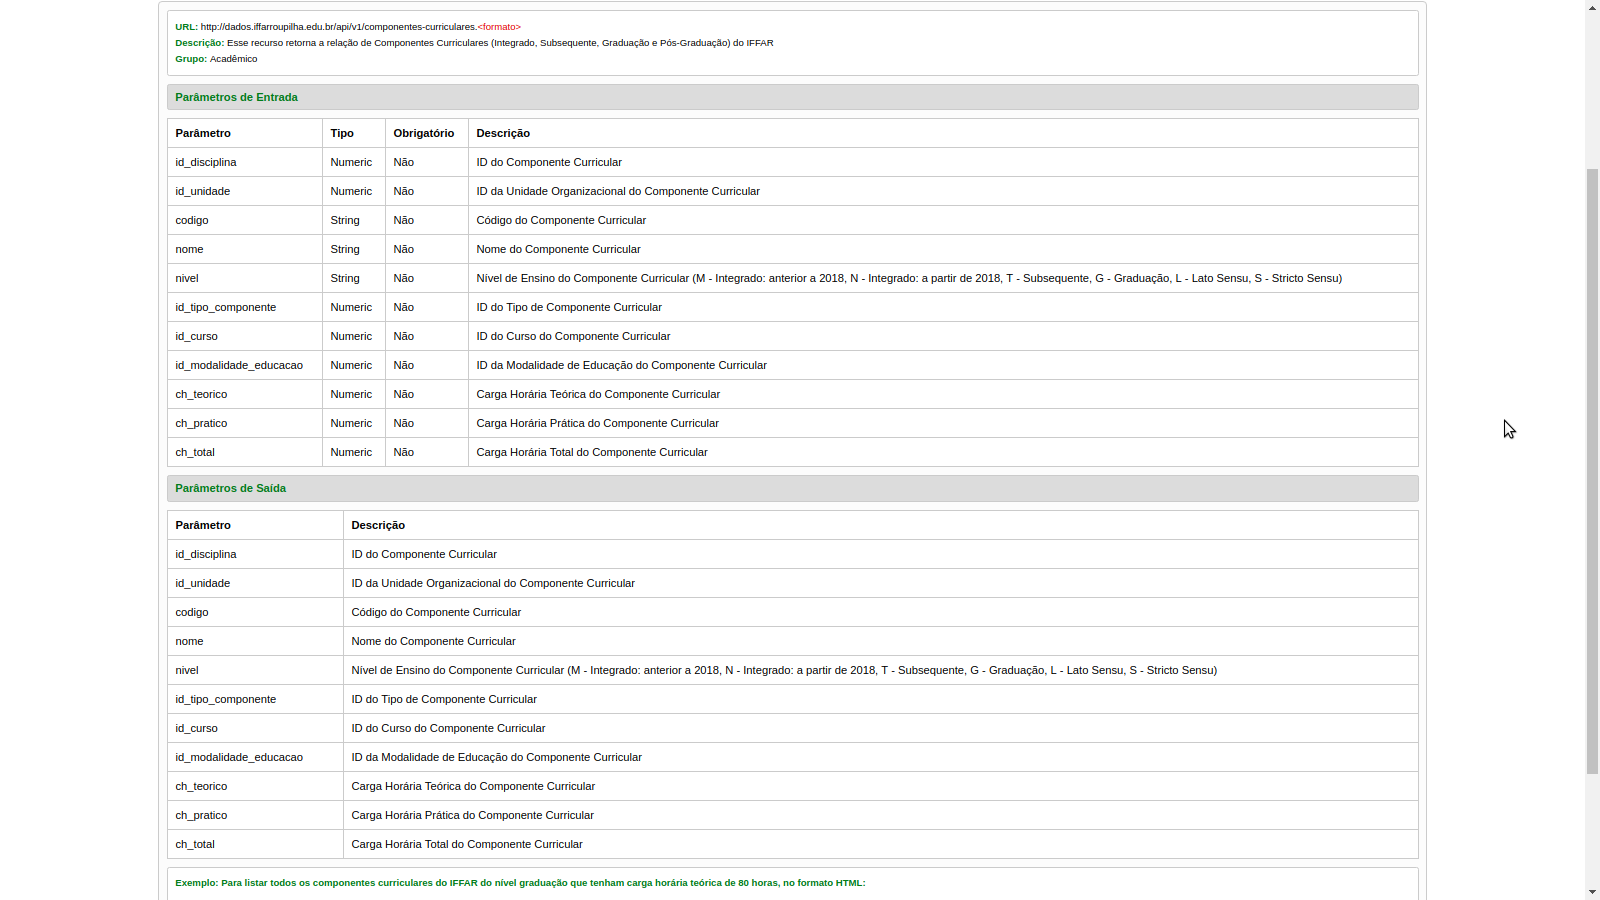 URL: http://dados.iffarroupilha.edu.br/api/v1/componentes-curriculares.<formato>
Descrição: Esse recurso retorna a relação de Componentes Curriculares (Integrado, Subsequente, Graduação e Pós-Graduação) do IFFAR
Grupo: Acadêmico
Parâmetros de Entrada
Parâmetro Tipo Obrigatório Descrição
id_disciplina Numeric Não ID do Componente Curricular
id_unidade Numeric Não ID da Unidade Organizacional do Componente Curricular
codigo String Não Código do Componente Curricular
nome String Não Nome do Componente Curricular
nivel String Não Nível de Ensino do Componente Curricular (M - Integrado: anterior a 2018, N - Integrado: a partir de 2018, T - Subsequente, G - Graduação, L - Lato Sensu, S - Stricto Sensu)
id_tipo_componente Numeric Não ID do Tipo de Componente Curricular
id_curso Numeric Não ID do Curso do Componente Curricular
id_modalidade_educacao Numeric Não ID da Modalidade de Educação do Componente Curricular
ch_teorico Numeric Não Carga Horária Teórica do Componente Curricular
ch_pratico Numeric Não Carga Horária Prática do Componente Curricular
ch_total Numeric Não Carga Horária Total do Componente Curricular
Parâmetros de Saída
Parâmetro Descrição
id_disciplina ID do Componente Curricular
id_unidade ID da Unidade Organizacional do Componente Curricular
codigo Código do Componente Curricular
nome Nome do Componente Curricular
nivel Nível de Ensino do Componente Curricular (M - Integrado: anterior a 2018, N - Integrado: a partir de 2018, T - Subsequente, G - Graduação, L - Lato Sensu, S - Stricto Sensu)
id_tipo_componente ID do Tipo de Componente Curricular
id_curso ID do Curso do Componente Curricular
id_modalidade_educacao ID da Modalidade de Educação do Componente Curricular
ch_teorico Carga Horária Teórica do Componente Curricular
ch_pratico Carga Horária Prática do Componente Curricular
ch_total Carga Horária Total do Componente Curricular
Exemplo: Para listar todos os componentes curriculares do IFFAR do nível graduação que tenham carga horária teórica de 80 horas, no formato HTML: